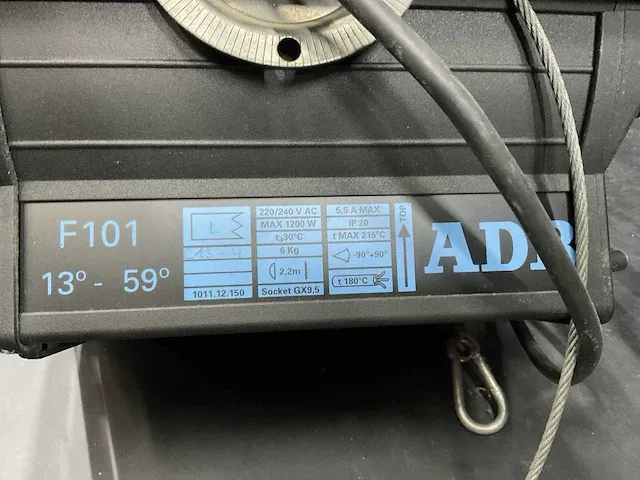 F101
13° - 59°
1011.12.150
220/240 V AC
MAX 1200 W
tₐ30°C
6 Kg
2,2m
Socket GX9,5
5,5 A MAX
IP 20
t MAX 215°C
-90°+90°
t 180°C
TOP
ADB